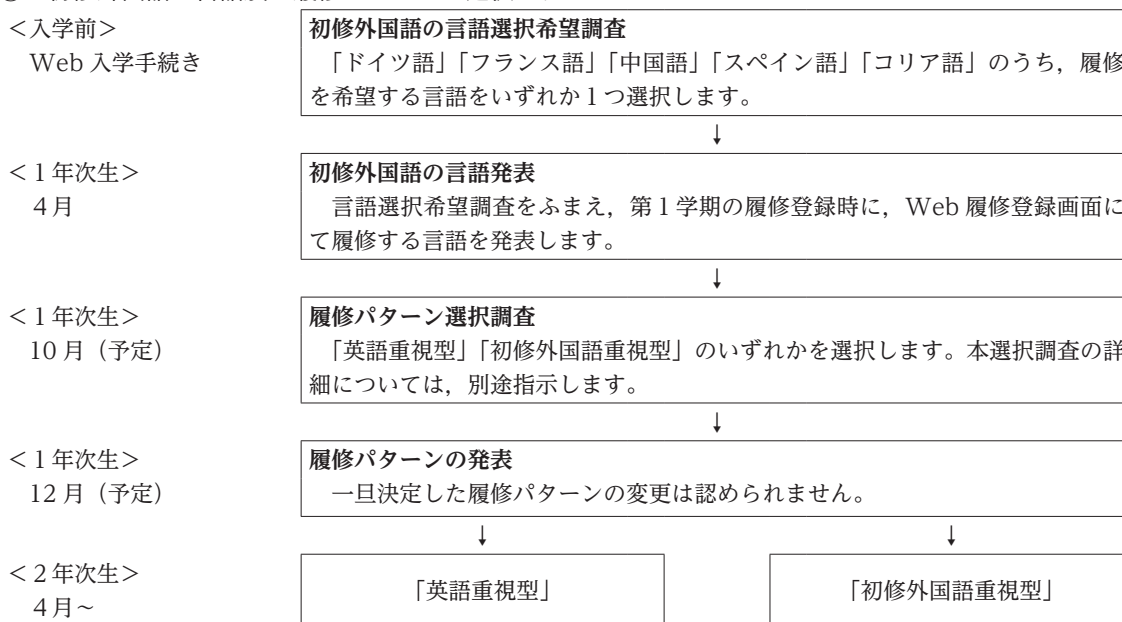 ＜入学前＞
Web 入学手続き
初修外国語の言語選択希望調査
「ドイツ語」「フランス語」「中国語」「スペイン語」「コリア語」のうち，履修
を希望する言語をいずれか１つ選択します。
↓
＜１年次生＞
４月
初修外国語の言語発表
言語選択希望調査をふまえ，第１学期の履修登録時に，Web 履修登録画面に
て履修する言語を発表します。
↓
＜１年次生＞
10 月（予定）
履修パターン選択調査
「英語重視型」「初修外国語重視型」のいずれかを選択します。本選択調査の詳
細については，別途指示します。
↓
＜１年次生＞
12 月（予定）
履修パターンの発表
一旦決定した履修パターンの変更は認められません。
↓ ↓
＜２年次生＞
４月～
「英語重視型」
「初修外国語重視型」